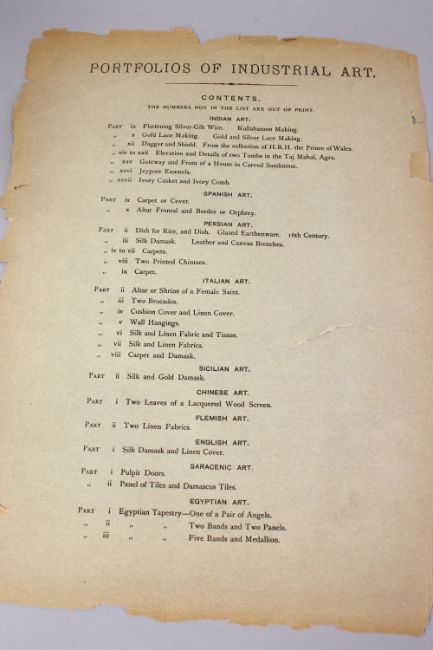 PORTFOLIOS OF INDUSTRIAL ART.
CONTENTS.
THE NUMBERS NOT IN THE LIST ARE OUT OF PRINT.
INDIAN ART.
PART ix Flattening Silver-Gilt Wire. Kullabatoon Making.
„ x Gold Lace Making. Gold and Silver Lace Making.
„ xii Dagger and Shield. From the collection of H.R.H. the Prince of Wales.
„ xiv to xxii Elevation and Details of two Tombs in the Taj Mahal, Agra.
„ xxv Gateway and Front of a House in Carved Sandstone.
„ xxvi Jeypore Enamels.
„ xxvii Ivory Casket and Ivory Comb.
SPANISH ART.
PART ix Carpet or Cover.
„ x Altar Frontal and Border or Orphrey.
PERSIAN ART.
PART ii Dish for Rice, and Dish. Glazed Earthenware. 16th Century.
„ iii Silk Damask. Leather and Canvas Breeches.
„ iv to vii Carpets.
„ viii Two Printed Chintzes.
„ ix Carpet.
ITALIAN ART.
PART ii Altar or Shrine of a Female Saint.
„ iii Two Brocades.
„ iv Cushion Cover and Linen Cover.
„ v Wall Hangings.
„ vi Silk and Linen Fabric and Tissue.
„ vii Silk and Linen Fabrics.
„ viii Carpet and Damask.
SICILIAN ART.
PART ii Silk and Gold Damask.
CHINESE ART.
PART i Two Leaves of a Lacquered Wood Screen.
FLEMISH ART.
PART ii Two Linen Fabrics.
ENGLISH ART.
PART i Silk Damask and Linen Cover.
SARACENIC ART.
PART i Pulpit Doors.
„ ii Panel of Tiles and Damascus Tiles.
EGYPTIAN ART.
PART i Egyptian Tapestry—One of a Pair of Angels.
„ ii „ „ Two Bands and Two Panels.
„ iii „ „ Five Bands and Medallion.